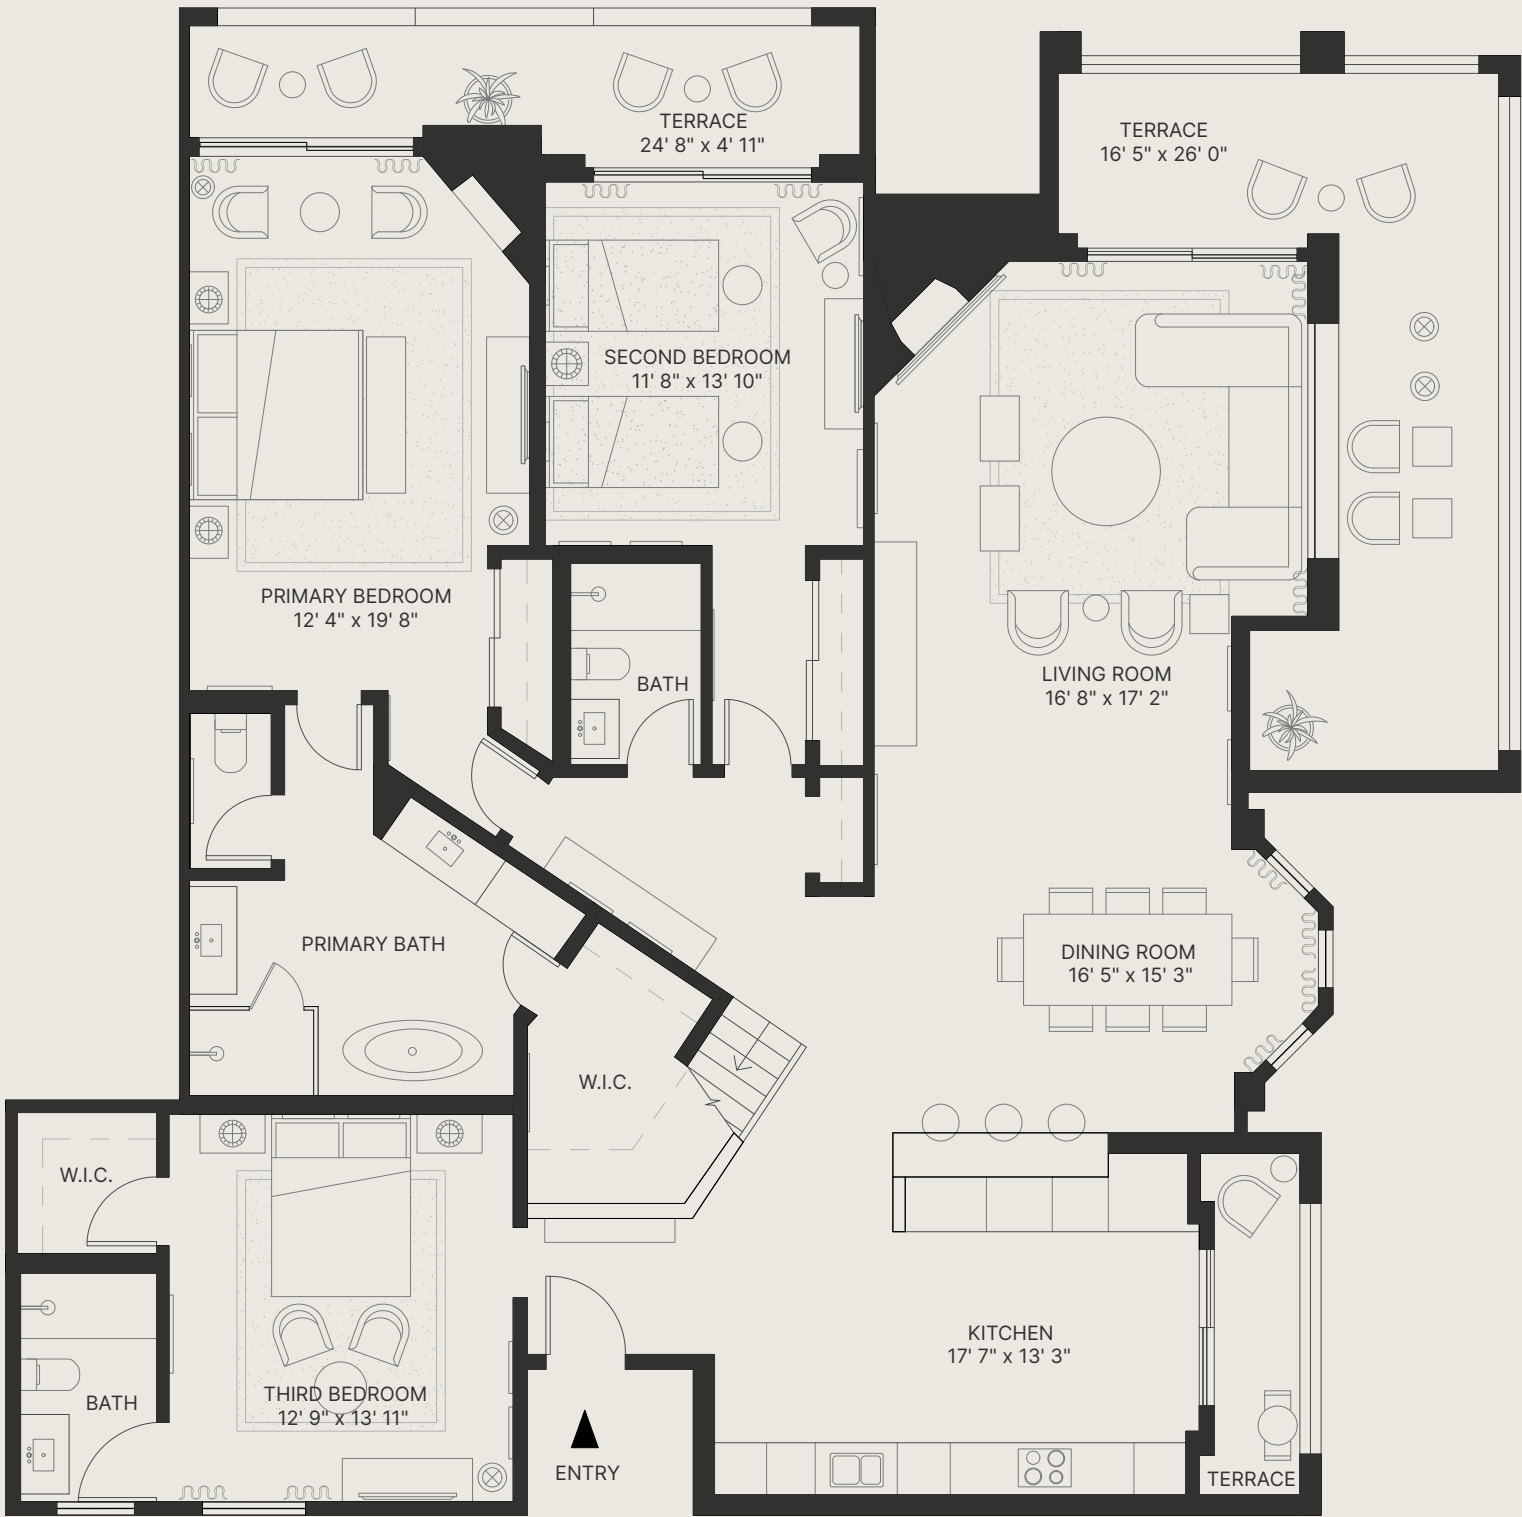 TERRACE
24' 8" x 4' 11"
TERRACE
16' 5" x 26' 0"
SECOND BEDROOM
11' 8" x 13' 10"
PRIMARY BEDROOM
12' 4" x 19' 8"
BATH
LIVING ROOM
16' 8" x 17' 2"
PRIMARY BATH
DINING ROOM
16' 5" x 15' 3"
W.I.C.
W.I.C.
KITCHEN
17' 7" x 13' 3"
THIRD BEDROOM
12' 9" x 13' 11"
BATH
ENTRY
TERRACE